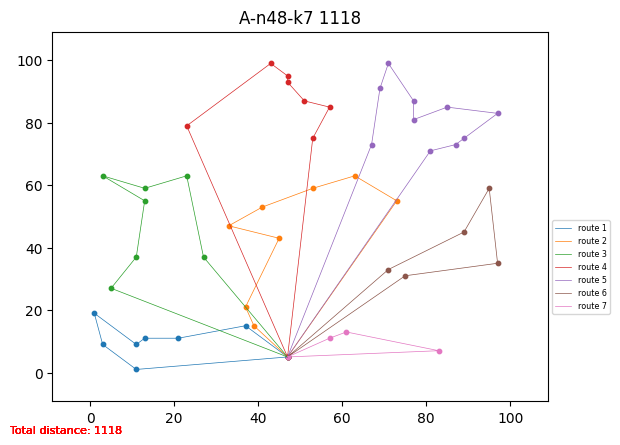 A-n48-k7 1118
100
80
60
40
20
0
0 20 40 60 80 100
route 1
route 2
route 3
route 4
route 5
route 6
route 7
Total distance: 1118